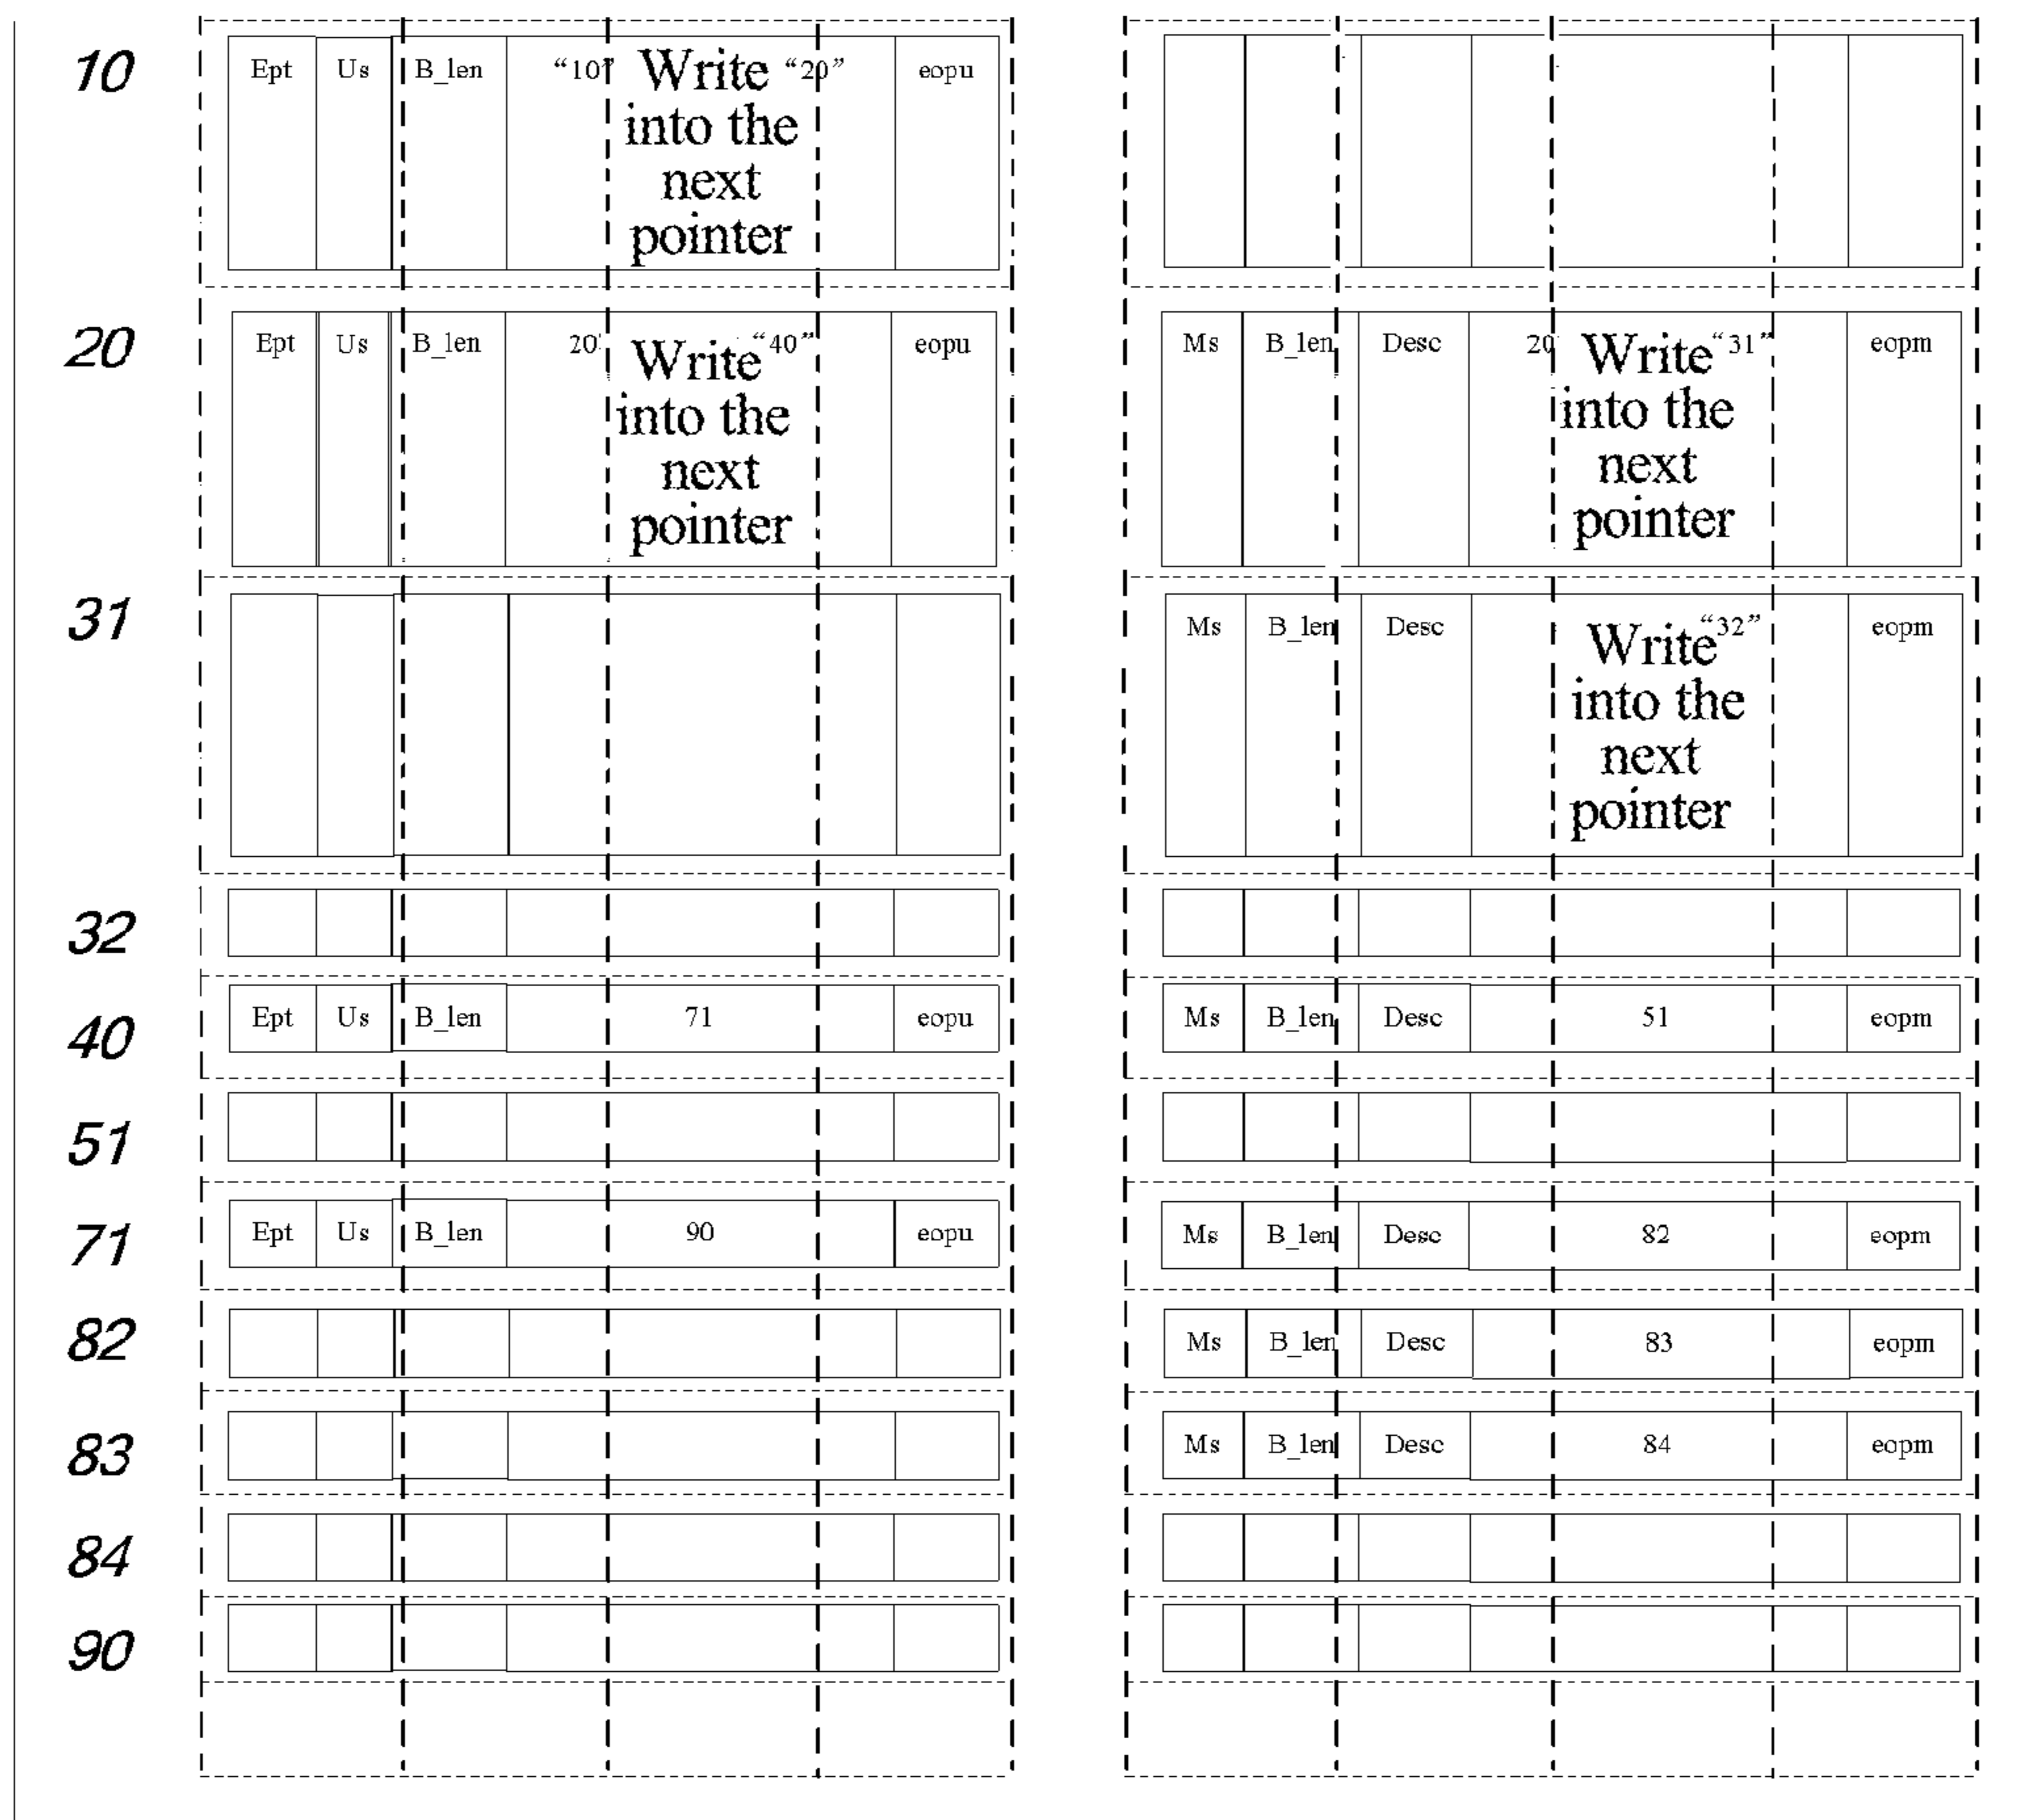 10 Ept Us B_len “10” Write “20” eopu
into the
next
pointer
20 Ept Us B_len 20 Write “40” eopu Ms B_len Desc 20 Write “31” eopm
into the into the
next next
pointer pointer
31 Ms B_len Desc Write “32” eopm
into the
next
pointer
32
40 Ept Us B_len 71 eopu Ms B_len Desc 51 eopm
51
71 Ept Us B_len 90 eopu Ms B_len Desc 82 eopm
82 Ms B_len Desc 83 eopm
83 Ms B_len Desc 84 eopm
84
90